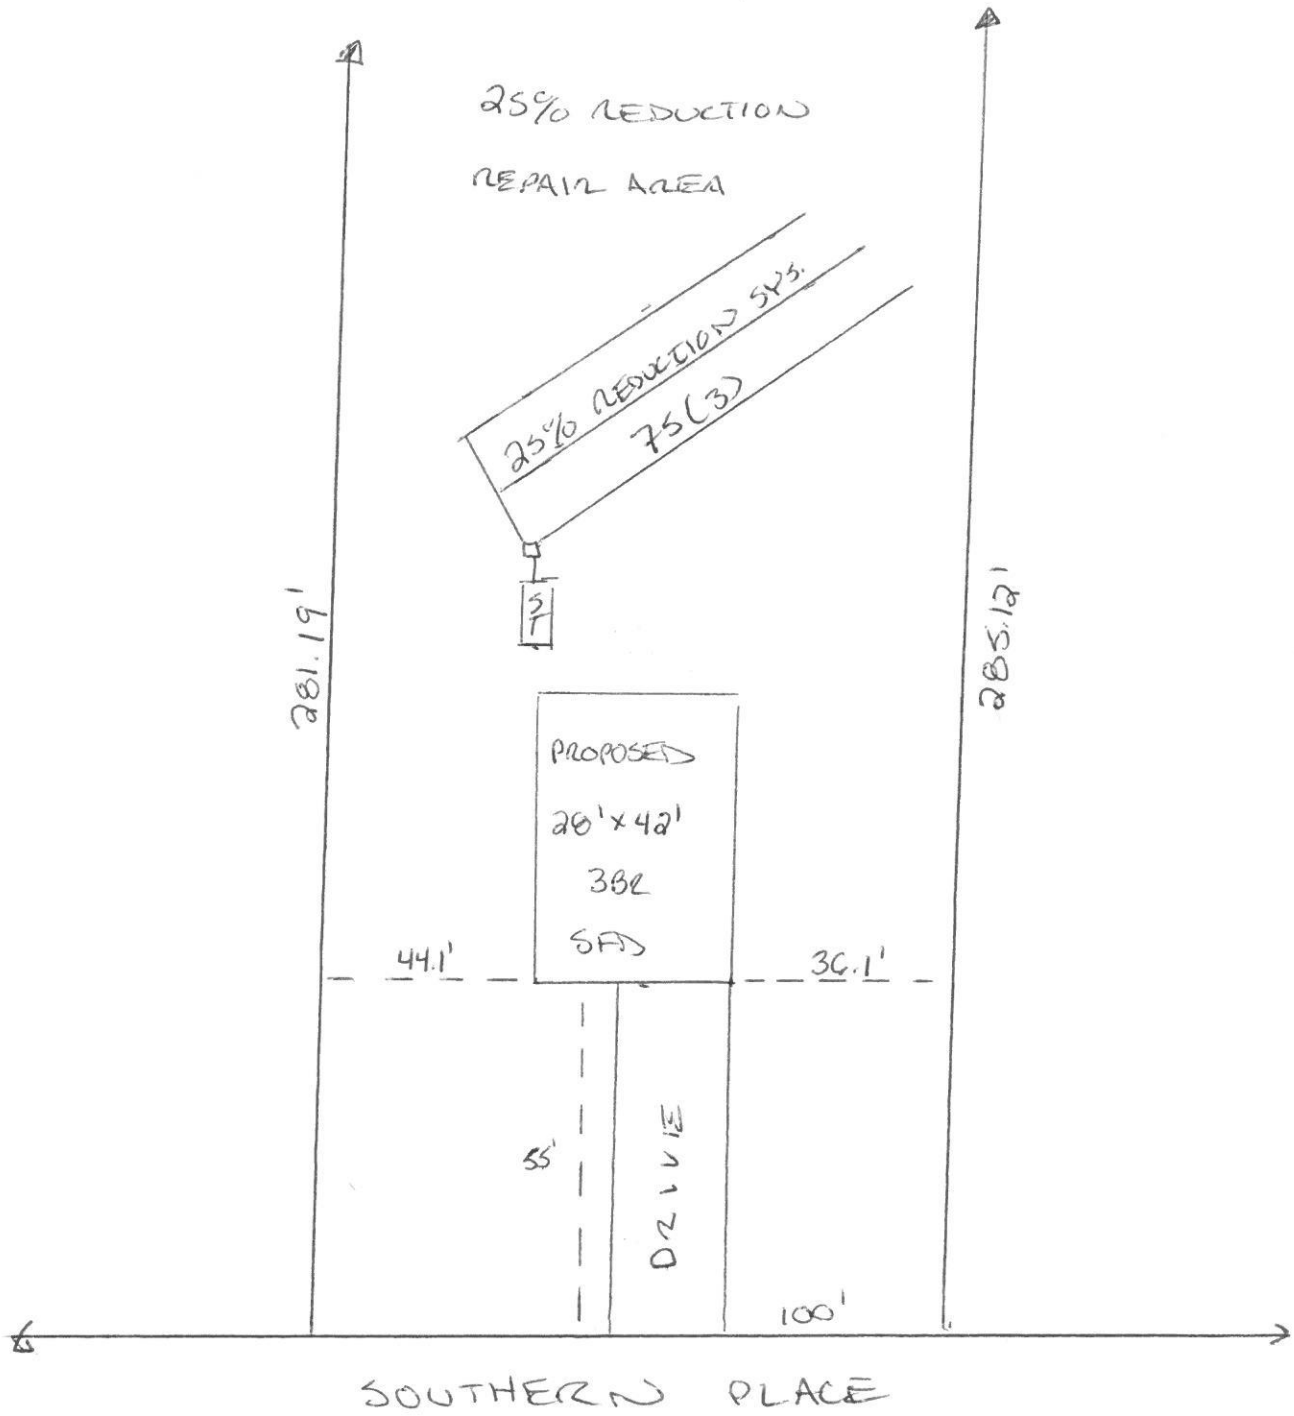 25% REDUCTION
REPAIR AREA
25% REDUCTION SYS.
75(3)
ST
281.19'
285.12'
PROPOSED
28'x42'
3BR
SFD
44.1'
36.1'
55'
DRIVE
100'
SOUTHERN PLACE